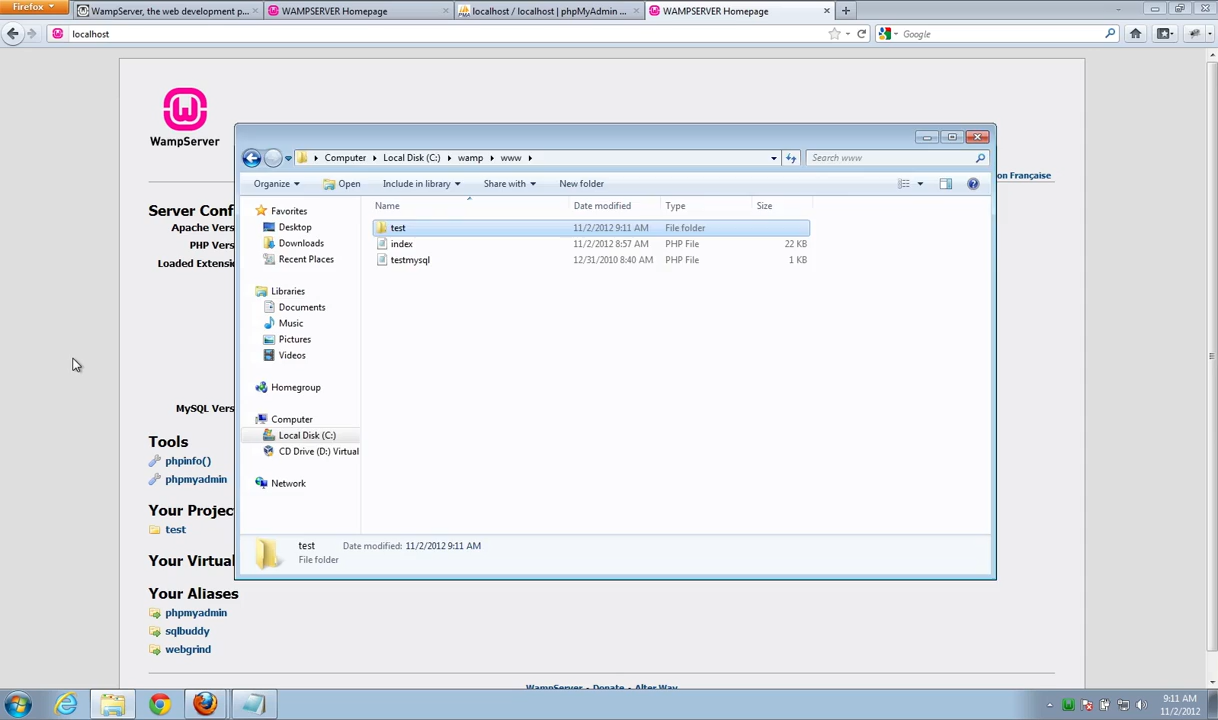 Firefox
WampServer, the web development p...
WAMPSERVER Homepage
localhost / localhost | phpMyAdmin ...
WAMPSERVER Homepage
localhost
Google
WampServer
on Française
Computer
Local Disk (C:)
wamp
www
Search www
Organize
Open
Include in library
Share with
New folder
Name
Date modified
Type
Size
test
11/2/2012 9:11 AM
File folder
index
11/2/2012 8:57 AM
PHP File
22 KB
testmysql
12/31/2010 8:40 AM
PHP File
1 KB
Favorites
Desktop
Downloads
Recent Places
Libraries
Documents
Music
Pictures
Videos
Homegroup
Computer
Local Disk (C:)
CD Drive (D:) Virtual
Network
test
Date modified: 11/2/2012 9:11 AM
File folder
Server Conf
Apache Vers
PHP Vers
Loaded Extensi
MySQL Vers
Tools
phpinfo()
phpmyadmin
Your Projec
test
Your Virtua
Your Aliases
phpmyadmin
sqlbuddy
webgrind
WampServer - Donate - Alter Way
9:11 AM
11/2/2012